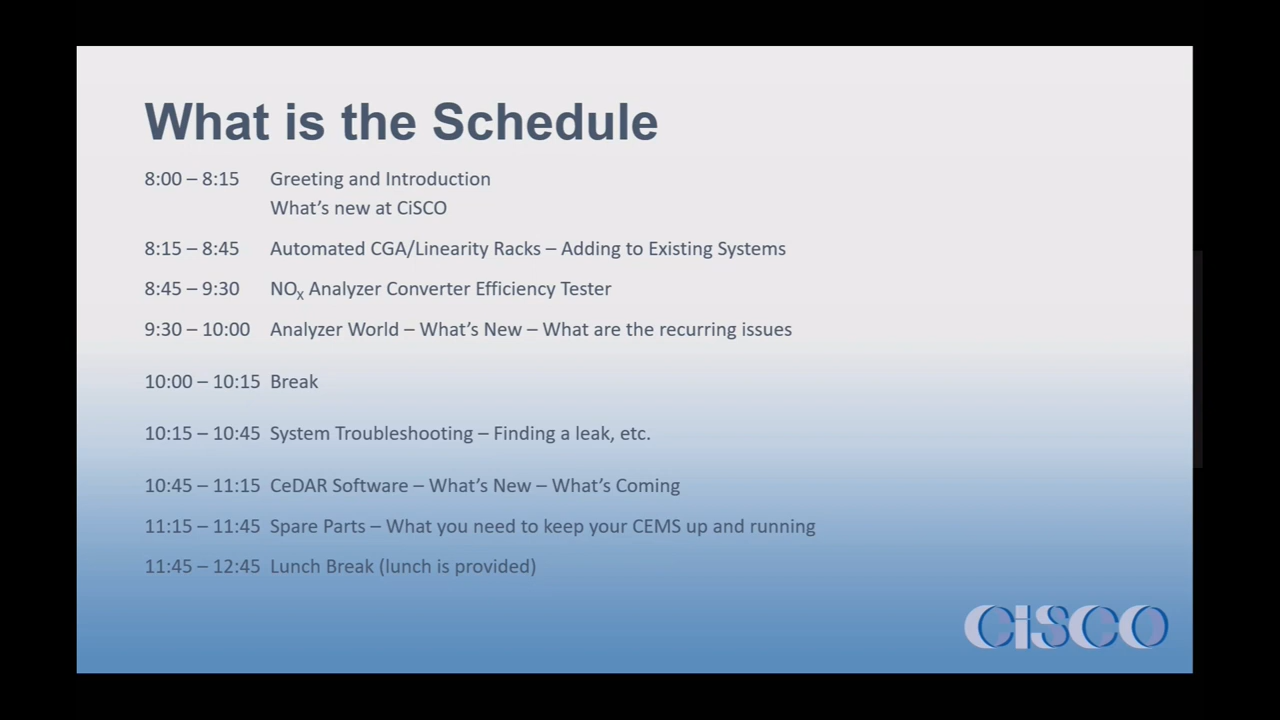 What is the Schedule
8:00 – 8:15 Greeting and Introduction
What's new at CiSCO
8:15 – 8:45 Automated CGA/Linearity Racks – Adding to Existing Systems
8:45 – 9:30 NOX Analyzer Converter Efficiency Tester
9:30 – 10:00 Analyzer World – What's New – What are the recurring issues
10:00 – 10:15 Break
10:15 – 10:45 System Troubleshooting – Finding a leak, etc.
10:45 – 11:15 CeDAR Software – What's New – What's Coming
11:15 – 11:45 Spare Parts – What you need to keep your CEMS up and running
11:45 – 12:45 Lunch Break (lunch is provided)
CiSCO